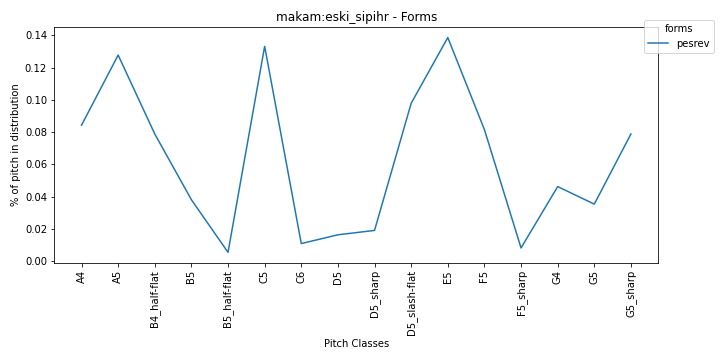 makam:eski_sipihr - Forms
forms
pesrev
% of pitch in distribution
0.14
0.12
0.10
0.08
0.06
0.04
0.02
0.00
A4
A5
B4_half-flat
B5
B5_half-flat
C5
C6
D5
D5_sharp
D5_slash-flat
E5
F5
F5_sharp
G4
G5
G5_sharp
Pitch Classes